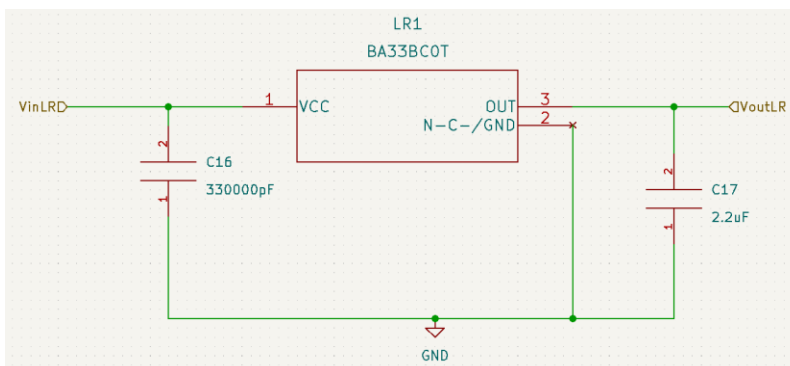 LR1
BA33BC0T
VinLR
1
VCC
OUT
3
VoutLR
N-C-/GND
2
2
C16
330000pF
1
2
C17
2.2uF
1
GND